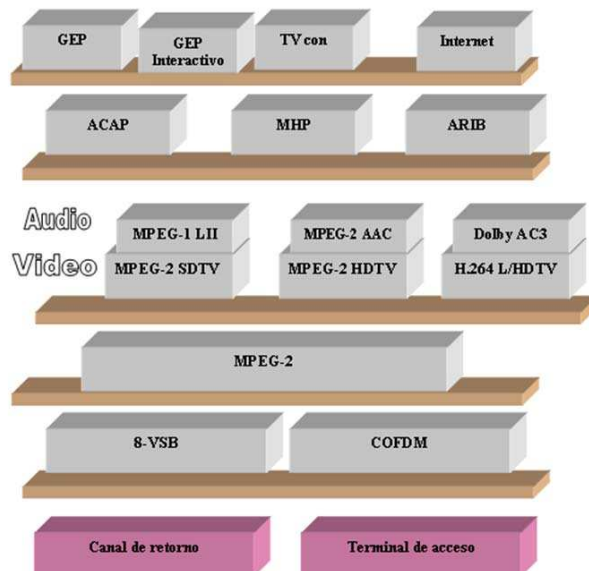 GEP
GEP
Interactivo
TV con
Internet
ACAP
MHP
ARIB
Audio
MPEG-1 LII
MPEG-2 AAC
Dolby AC3
Video
MPEG-2 SDTV
MPEG-2 HDTV
H.264 L/HDTV
MPEG-2
8-VSB
COFDM
Canal de retorno
Terminal de acceso